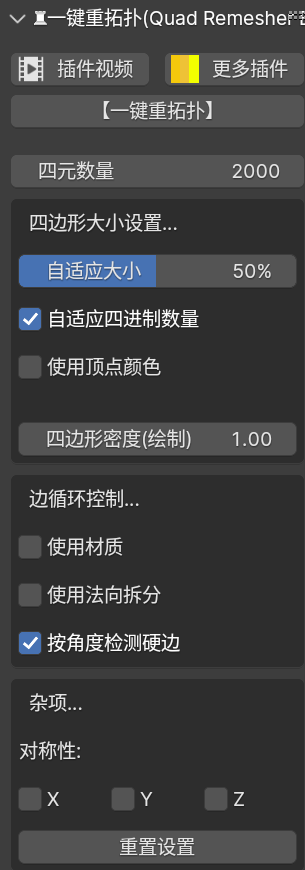 一键重拓扑(Quad Remesher
插件视频 更多插件
【一键重拓扑】
四元数量 2000
四边形大小设置...
自适应大小 50%
自适应四进制数量
使用顶点颜色
四边形密度(绘制) 1.00
边循环控制...
使用材质
使用法向拆分
按角度检测硬边
杂项...
对称性:
X Y Z
重置设置